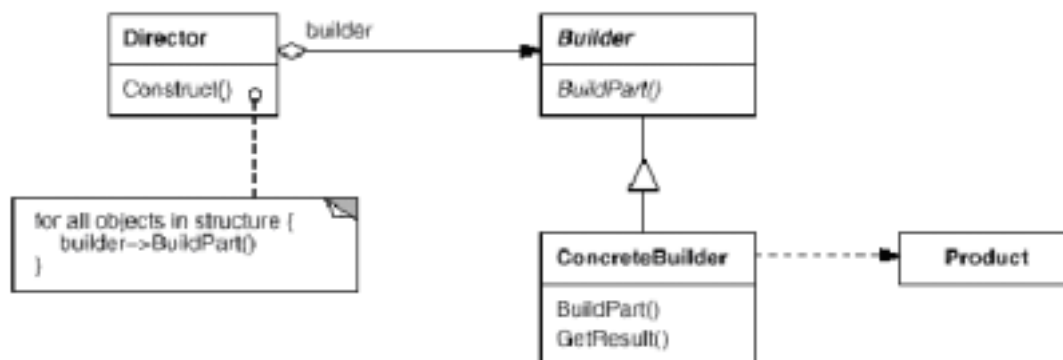 Director
builder
Builder
Construct()
BuildPart()
for all objects in structure {
builder->BuildPart()
}
ConcreteBuilder
Product
BuildPart()
GetResult()